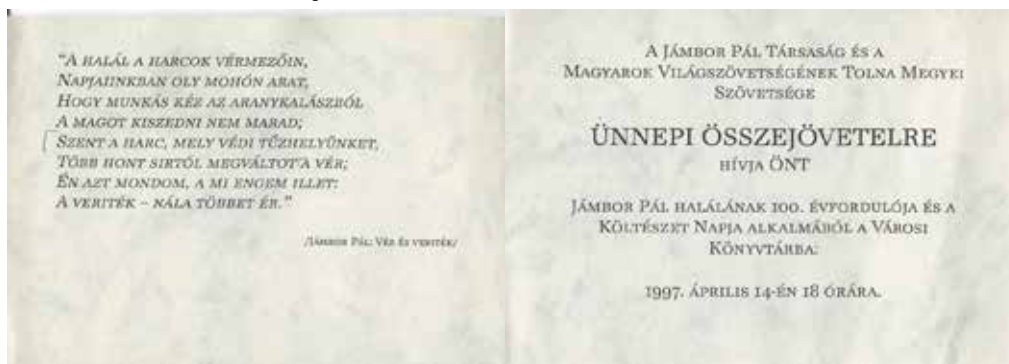 "A HALÁL A HARCOK VÉRMEZŐIN,
NAPJAIINKBAN OLY MOHÓN ARAT,
HOGY MUNKÁS KÉZ AZ ARANYKALÁSZBÓL
A MAGOT KISZEDNI NEM MARAD;
SZENT A HARC, MELY VÉDI TŰZHELYÜNKET,
TÖBB HONT SIRTÓL MEGVÁLTOTT A VÉR;
ÉN AZT MONDOM, A MI ENGEM ILLET:
A VERITÉK – NÁLA TÖBBET ÉR."
/JÁMBOR PÁL: VÉR ÉS VERITÉK/
A JÁMBOR PÁL TÁRSASÁG ÉS A
MAGYAROK VILÁGSZÖVETSÉGÉNEK TOLNA MEGYEI
SZÖVETSÉGE
ÜNNEPI ÖSSZEJÖVETELRE
HÍVJA ÖNT
JÁMBOR PÁL HALÁLÁNAK 100. ÉVFORDULÓJA ÉS A
KÖLTÉSZET NAPJA ALKALMÁBÓL A VÁROSI
KÖNYVTÁRBA:
1997. ÁPRILIS 14-ÉN 18 ÓRÁRA.